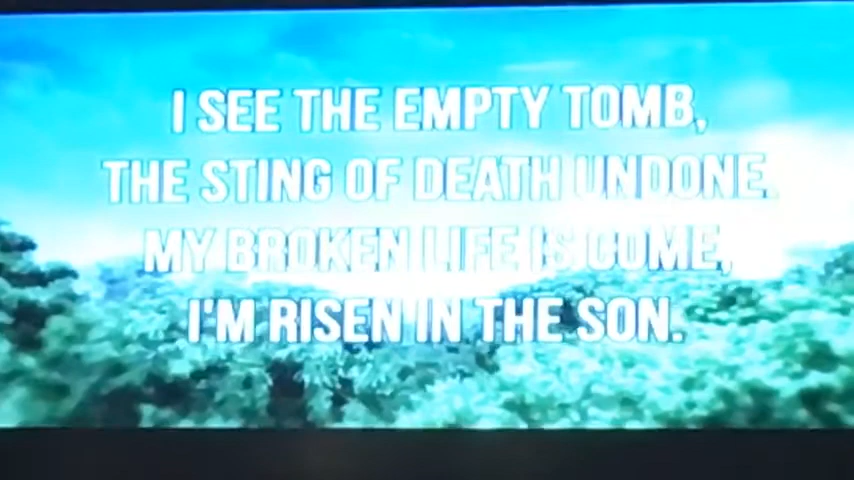 I SEE THE EMPTY TOMB,
THE STING OF DEATH UNDONE.
MY BROKEN LIFE IS COME,
I'M RISEN IN THE SON.